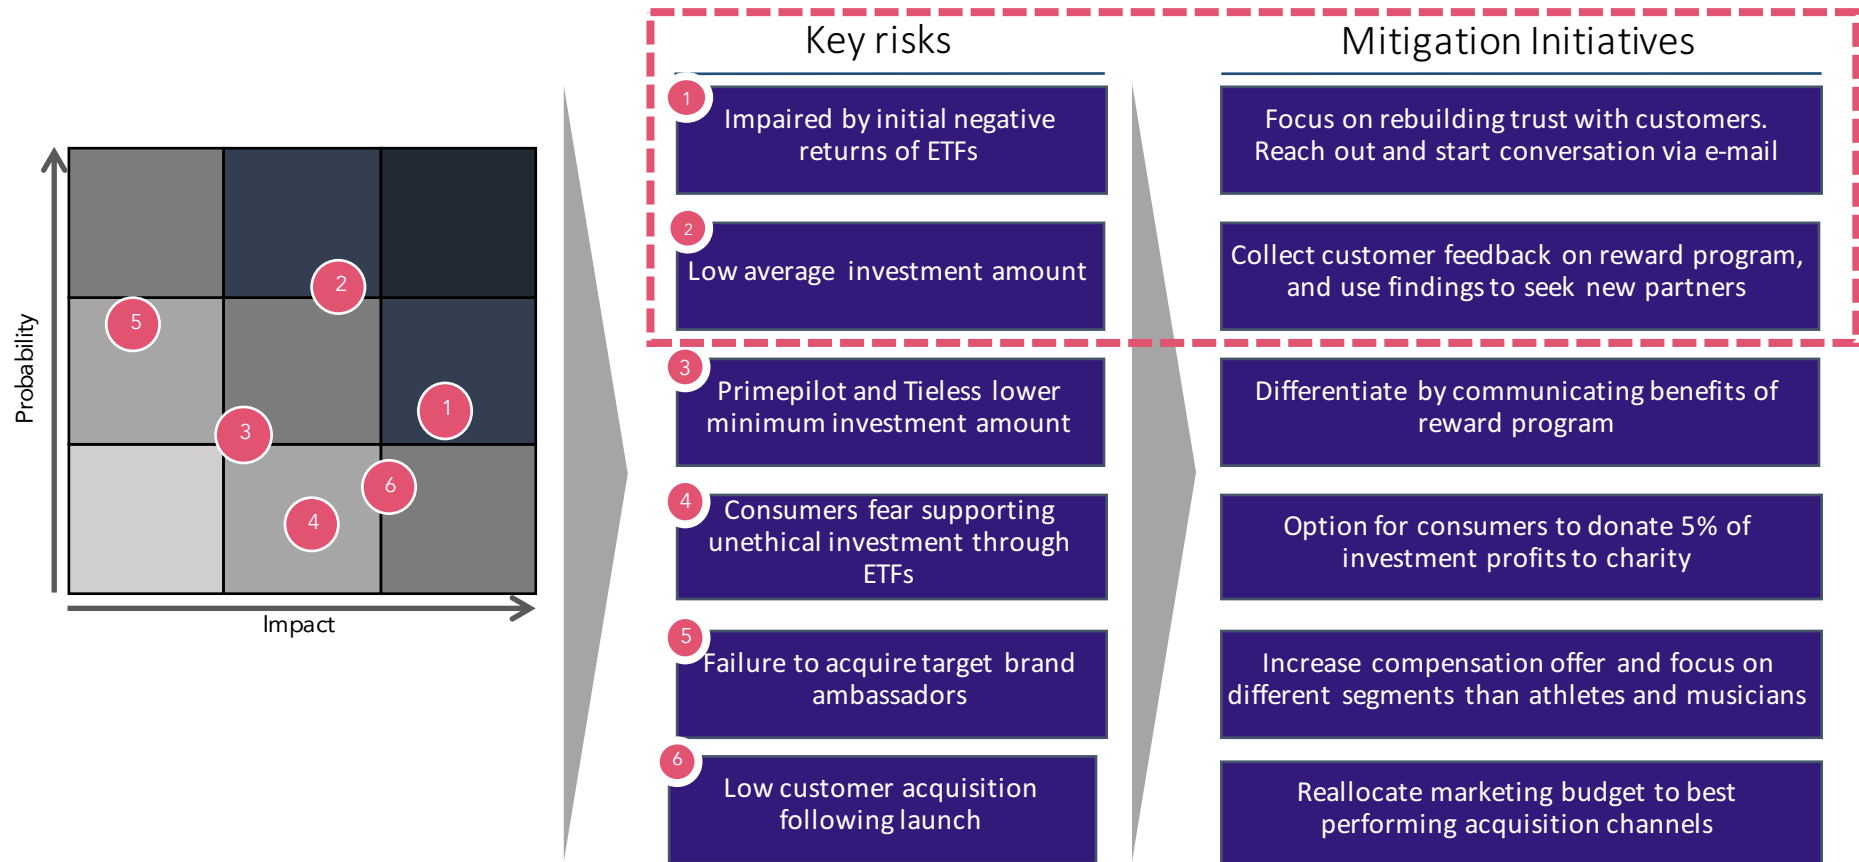 Key risks
Mitigation Initiatives
1
Impaired by initial negative
returns of ETFs
Focus on rebuilding trust with customers.
Reach out and start conversation via e-mail
2
Low average investment amount
Collect customer feedback on reward program,
and use findings to seek new partners
3
Primepilot and Tieless lower
minimum investment amount
Differentiate by communicating benefits of
reward program
4
Consumers fear supporting
unethical investment through
ETFs
Option for consumers to donate 5% of
investment profits to charity
5
Failure to acquire target brand
ambassadors
Increase compensation offer and focus on
different segments than athletes and musicians
6
Low customer acquisition
following launch
Reallocate marketing budget to best
performing acquisition channels
Probability
2
5
1
3
6
4
Impact